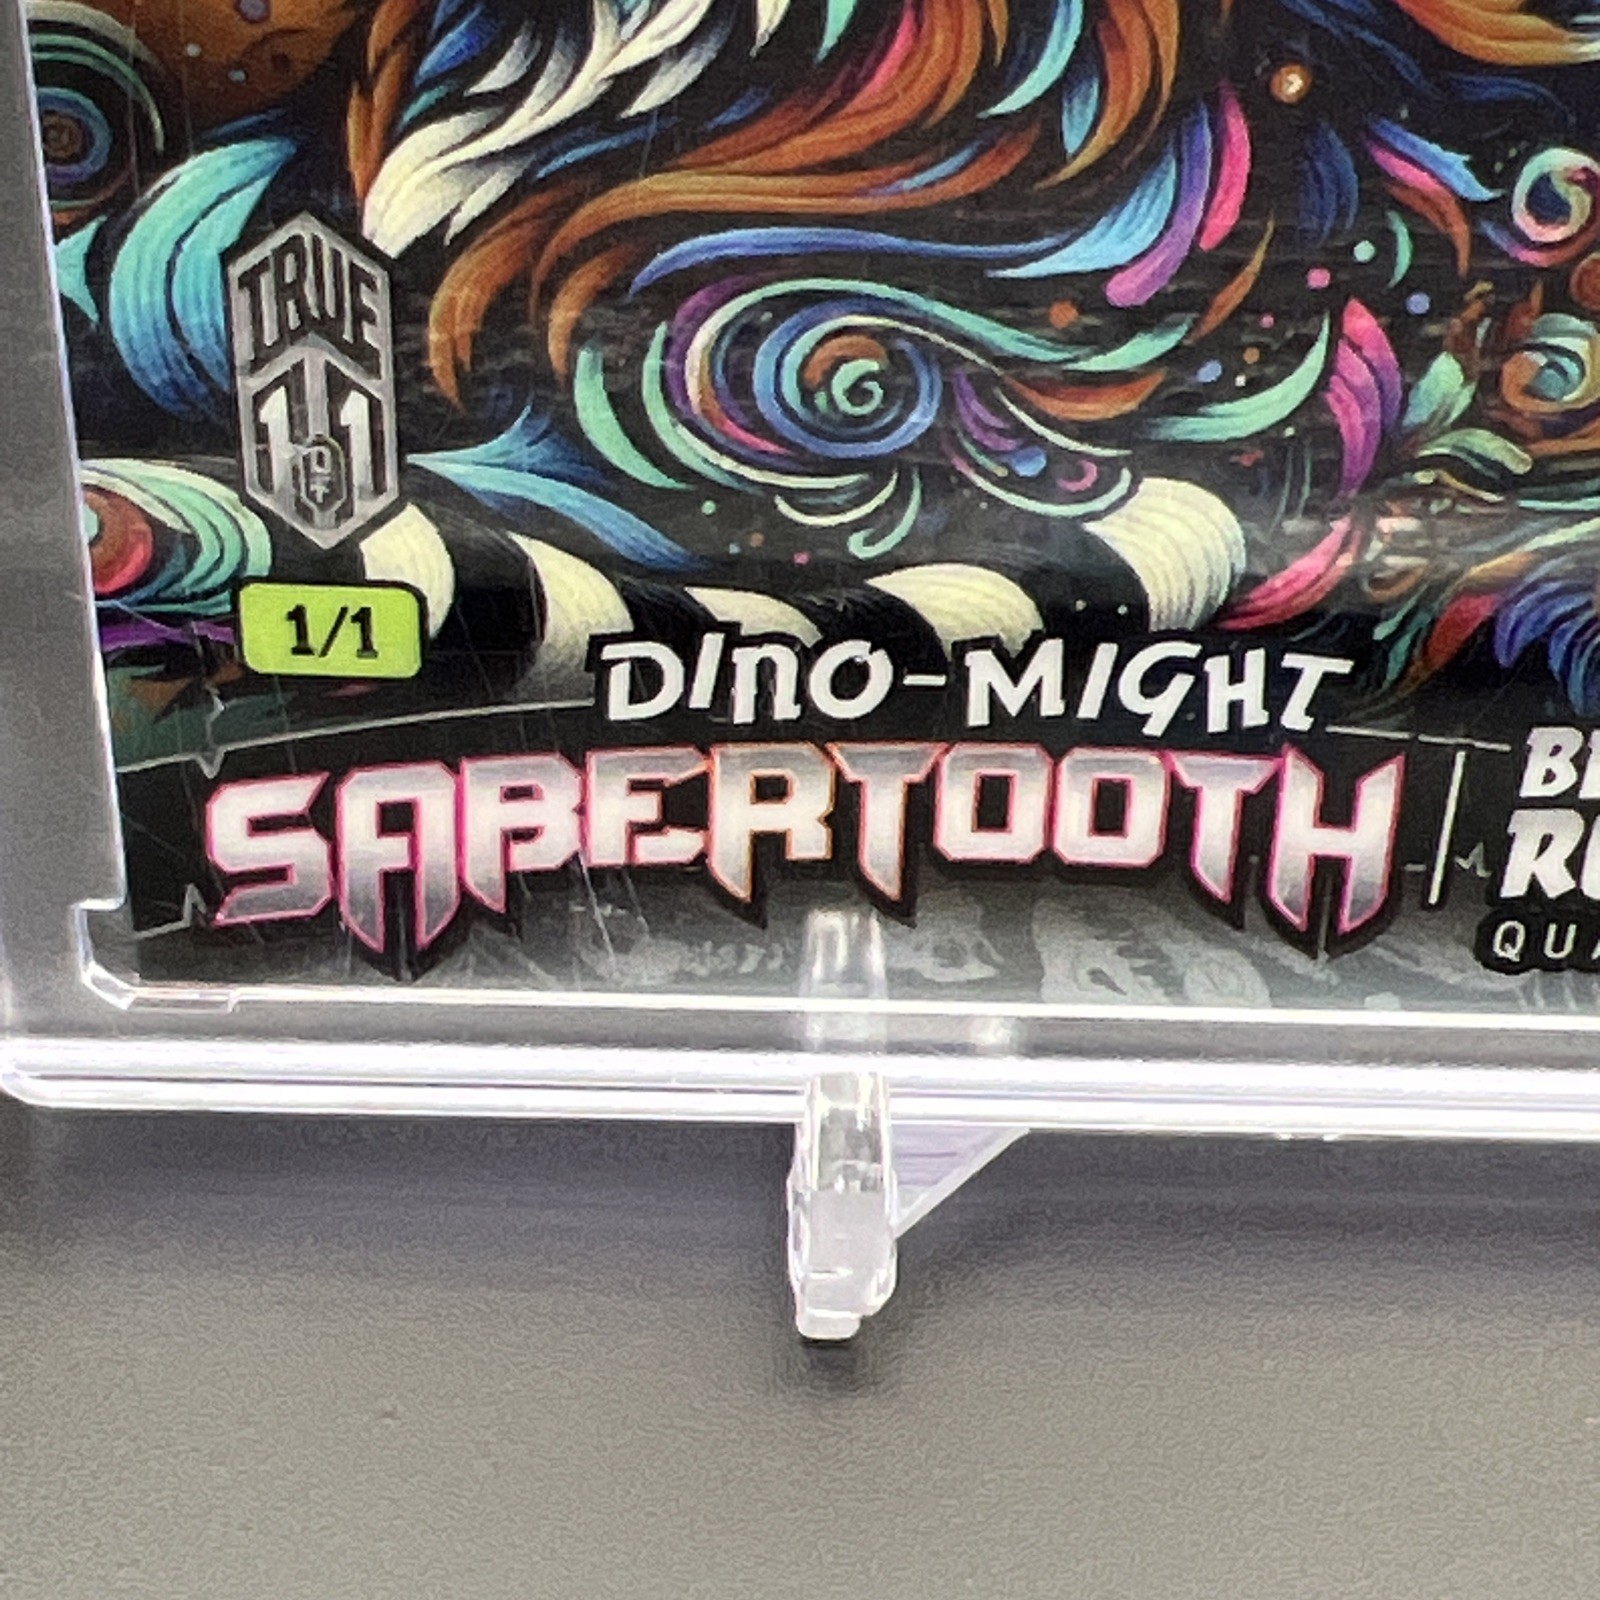 TRUE
1 OF 1
1/1
DINO-MIGHT
SABERTOOTH